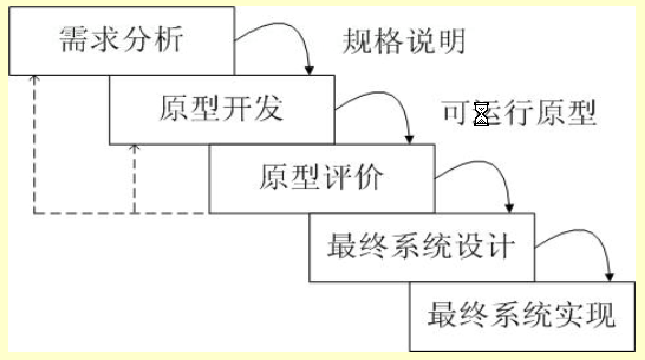 需求分析
规格说明
原型开发
可运行原型
原型评价
最终系统设计
最终系统实现